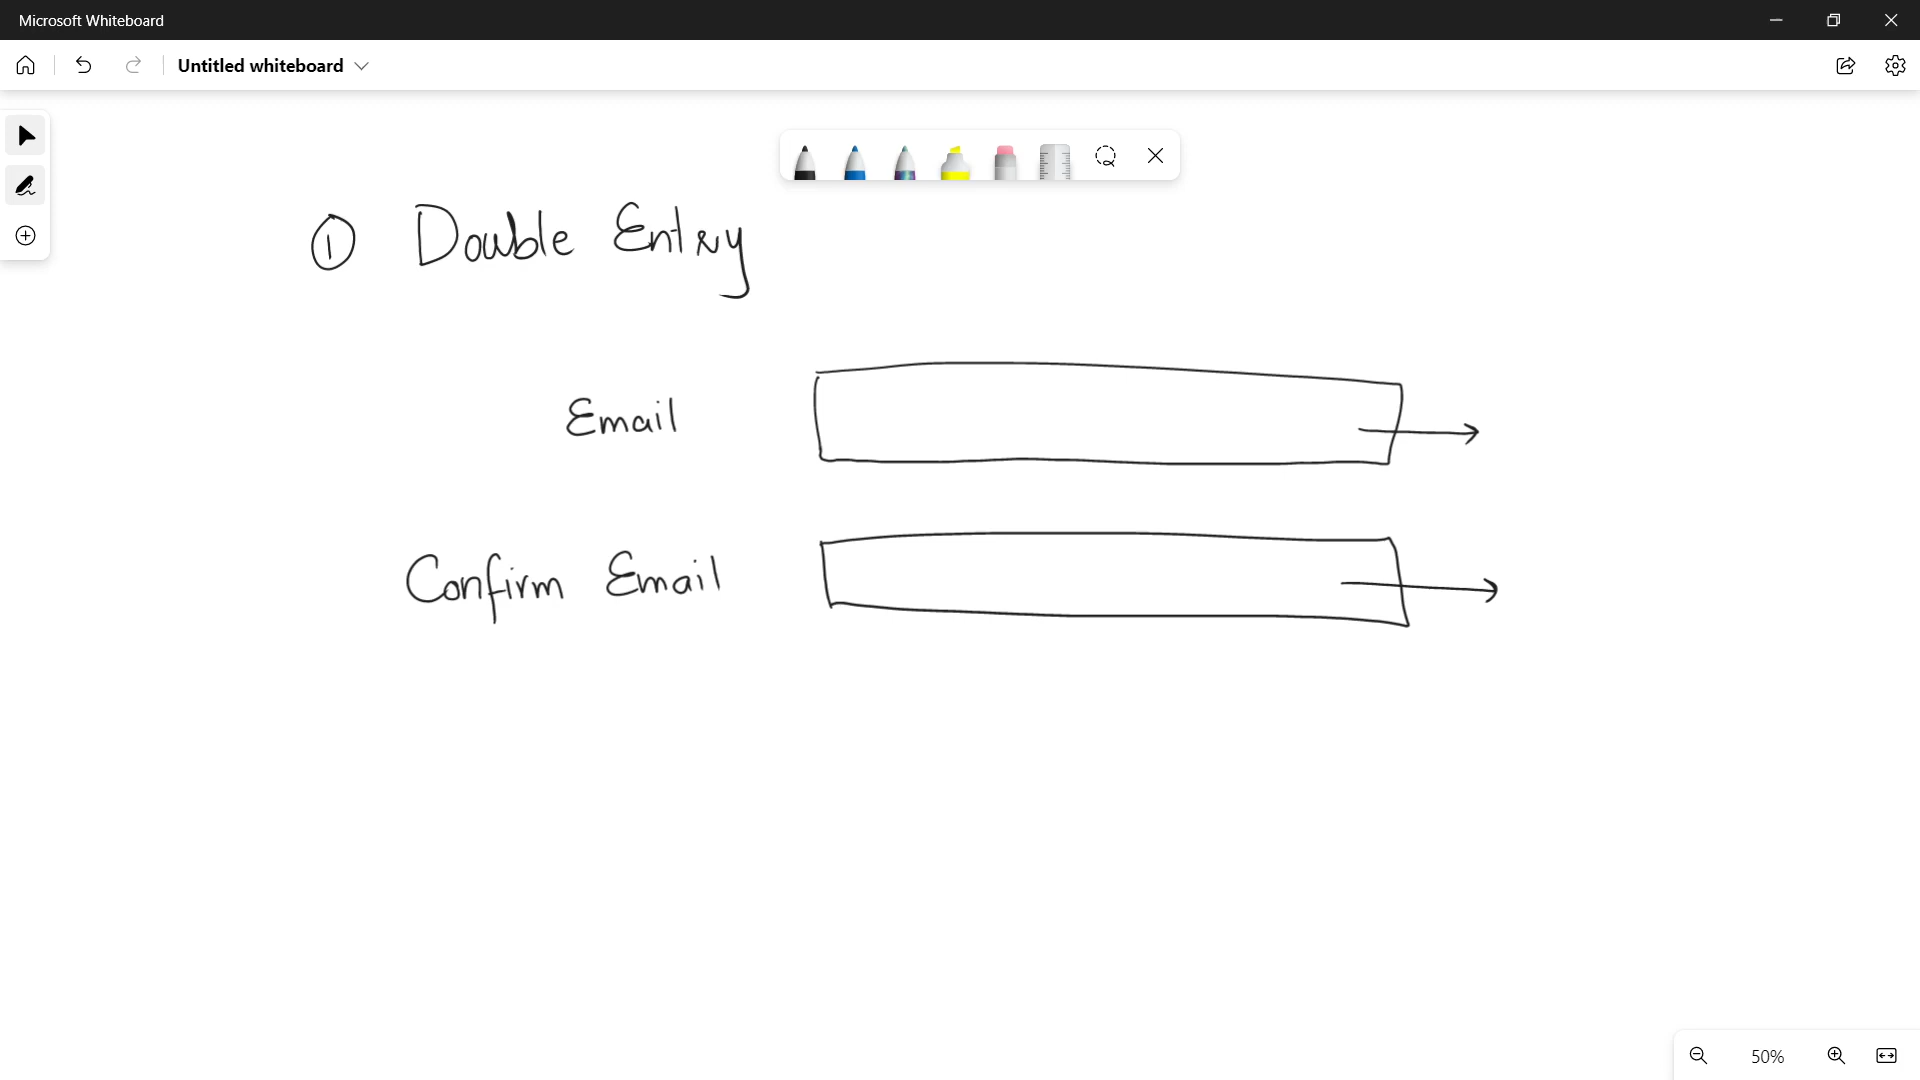 Microsoft Whiteboard
Untitled whiteboard
① Double Entry
Email
Confirm Email
50%